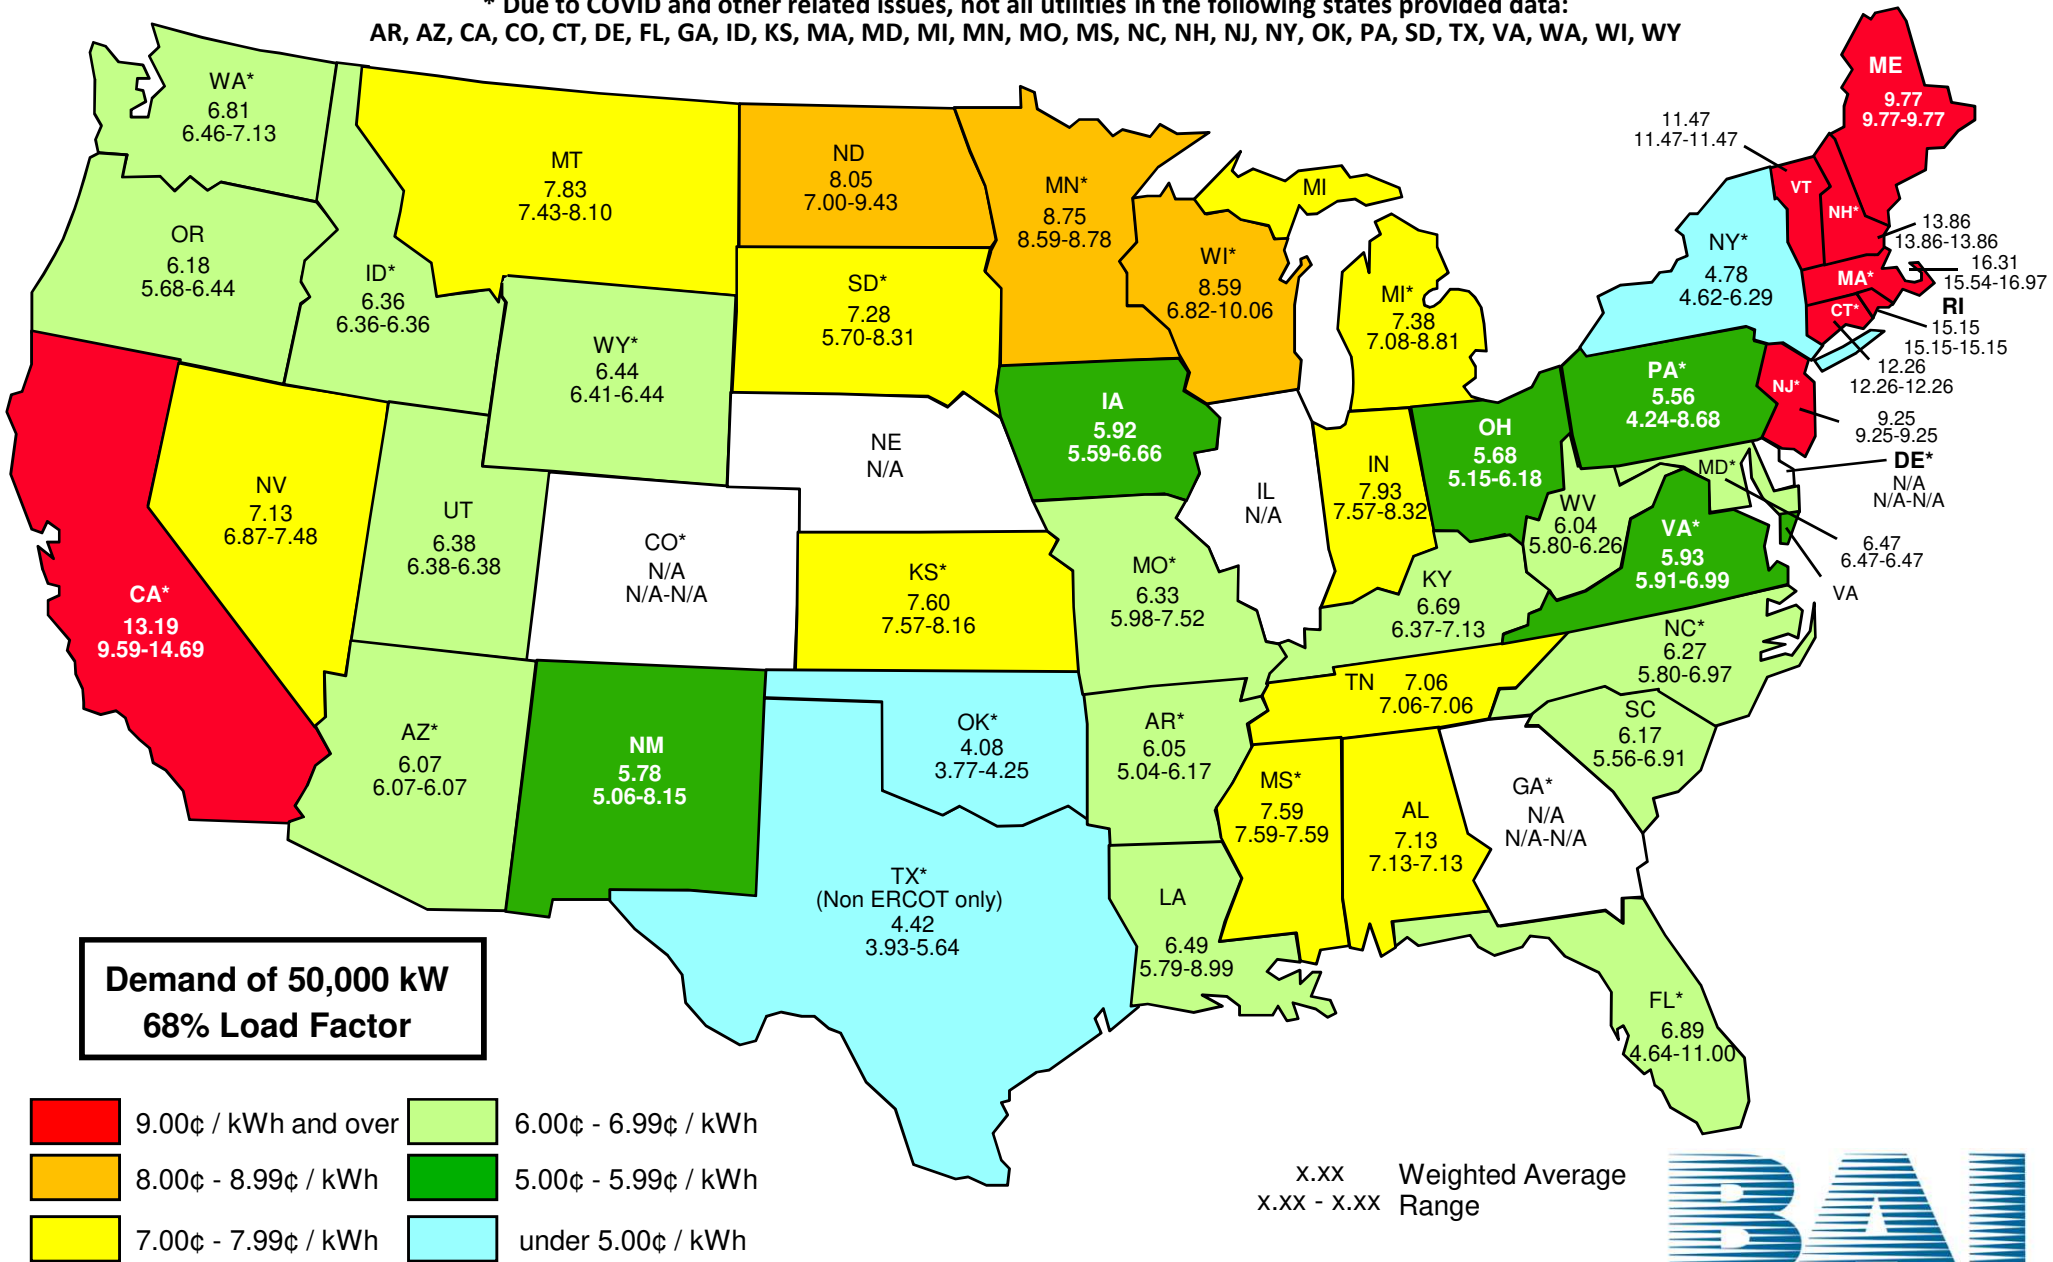 * Due to COVID and other related issues, not all utilities in the following states provided data:
AR, AZ, CA, CO, CT, DE, FL, GA, ID, KS, MA, MD, MI, MN, MO, MS, NC, NH, NJ, NY, OK, PA, SD, TX, VA, WA, WI, WY
WA*
6.81
6.46-7.13
OR
6.18
5.68-6.44
ID*
6.36
6.36-6.36
MT
7.83
7.43-8.10
ND
8.05
7.00-9.43
MN*
8.75
8.59-8.78
WI*
8.59
6.82-10.06
MI
MI*
7.38
7.08-8.81
SD*
7.28
5.70-8.31
WY*
6.44
6.41-6.44
NE
N/A
IA
5.92
5.59-6.66
IL
N/A
IN
7.93
7.57-8.32
OH
5.68
5.15-6.18
PA*
5.56
4.24-8.68
NY*
4.78
4.62-6.29
ME
9.77
9.77-9.77
11.47
11.47-11.47
VT
NH*
13.86
13.86-13.86
MA*
16.31
15.54-16.97
CT*
RI
15.15
15.15-15.15
12.26
12.26-12.26
NJ*
9.25
9.25-9.25
DE*
N/A
N/A-N/A
MD*
6.47
6.47-6.47
VA
WV
6.04
5.80-6.26
VA*
5.93
5.91-6.99
CA*
13.19
9.59-14.69
NV
7.13
6.87-7.48
UT
6.38
6.38-6.38
CO*
N/A
N/A-N/A
KS*
7.60
7.57-8.16
MO*
6.33
5.98-7.52
KY
6.69
6.37-7.13
NC*
6.27
5.80-6.97
TN 7.06
7.06-7.06
SC
6.17
5.56-6.91
AZ*
6.07
6.07-6.07
NM
5.78
5.06-8.15
OK*
4.08
3.77-4.25
AR*
6.05
5.04-6.17
MS*
7.59
7.59-7.59
AL
7.13
7.13-7.13
GA*
N/A
N/A-N/A
TX*
(Non ERCOT only)
4.42
3.93-5.64
LA
6.49
5.79-8.99
FL*
6.89
4.64-11.00
Demand of 50,000 kW
68% Load Factor
9.00¢ / kWh and over
8.00¢ - 8.99¢ / kWh
7.00¢ - 7.99¢ / kWh
6.00¢ - 6.99¢ / kWh
5.00¢ - 5.99¢ / kWh
under 5.00¢ / kWh
x.xx Weighted Average
x.xx - x.xx Range
BAI